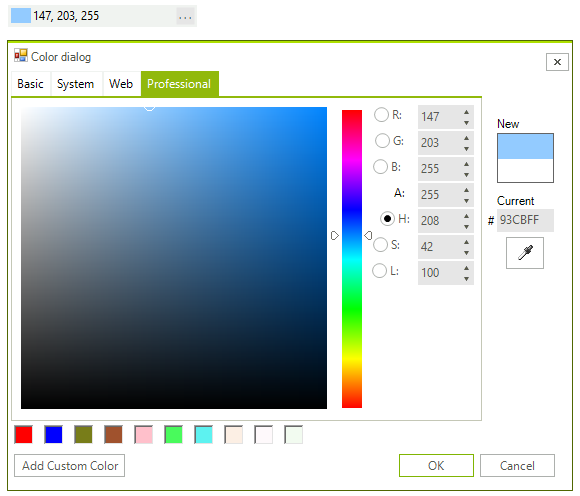 147, 203, 255 ...
Color dialog
Basic System Web Professional
R: 147
G: 203
B: 255
A: 255
H: 208
S: 42
L: 100
New
Current
# 93CBFF
Add Custom Color OK Cancel